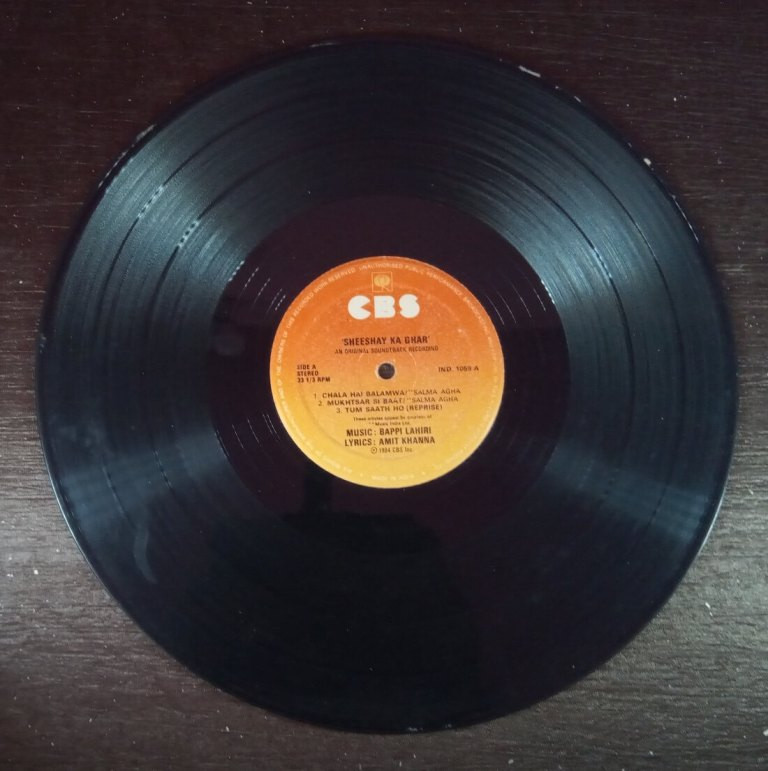 CBS
'SHEESHAY KA GHAR'
AN ORIGINAL SOUNDTRACK RECORDING
SIDE A
STEREO
33 1/3 RPM
IND. 1059 A
1. CHALA HAI BALAMWA! **SALMA AGHA
2. MUKHTSAR SI BAAT! **SALMA AGHA
3. TUM SAATH HO (REPRISE)
MUSIC: BAPPI LAHIRI
LYRICS: AMIT KHANNA
℗ 1984 CBS Inc.